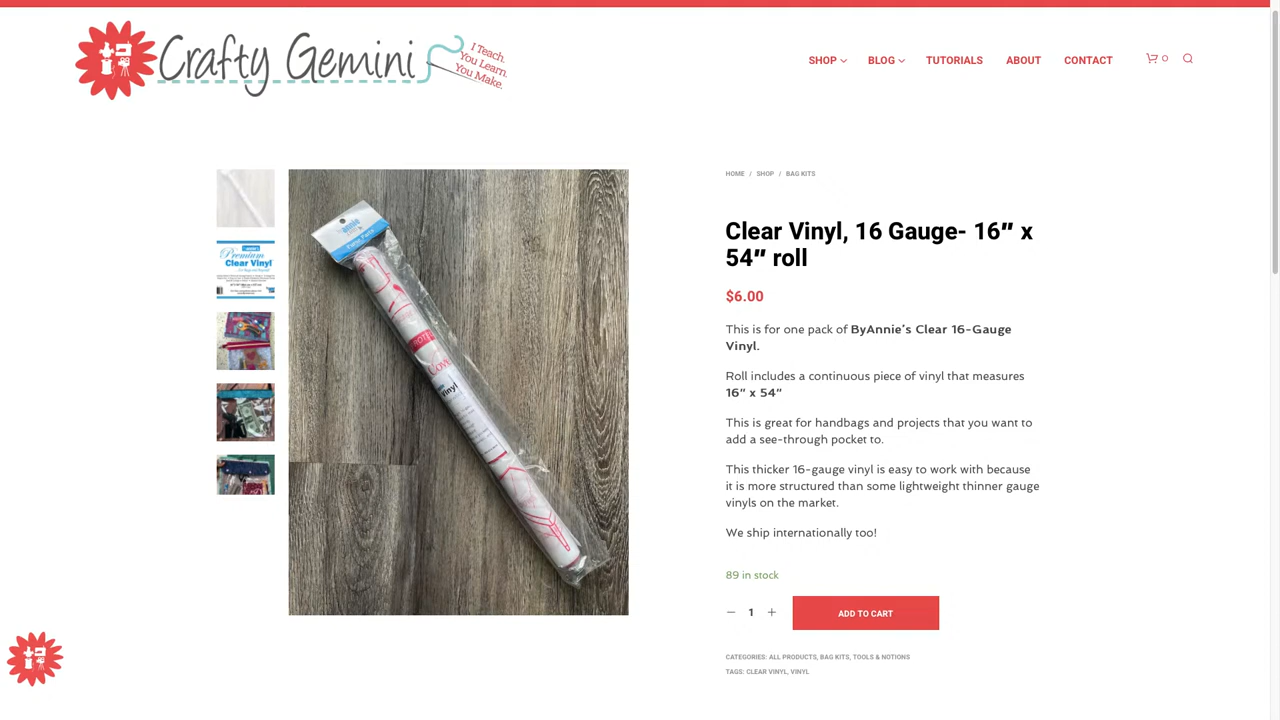 Crafty Gemini
I Teach.
You Learn.
You Make.
SHOP
BLOG
TUTORIALS
ABOUT
CONTACT
0
HOME / SHOP / BAG KITS
Clear Vinyl, 16 Gauge- 16″ x
54″ roll
$6.00
This is for one pack of ByAnnie's Clear 16-Gauge
Vinyl.
Roll includes a continuous piece of vinyl that measures
16″ x 54″
This is great for handbags and projects that you want to
add a see-through pocket to.
This thicker 16-gauge vinyl is easy to work with because
it is more structured than some lightweight thinner gauge
vinyls on the market.
We ship internationally too!
89 in stock
1
ADD TO CART
CATEGORIES: ALL PRODUCTS, BAG KITS, TOOLS & NOTIONS
TAGS: CLEAR VINYL, VINYL
Premium
Clear Vinyl
annie
Vinyl